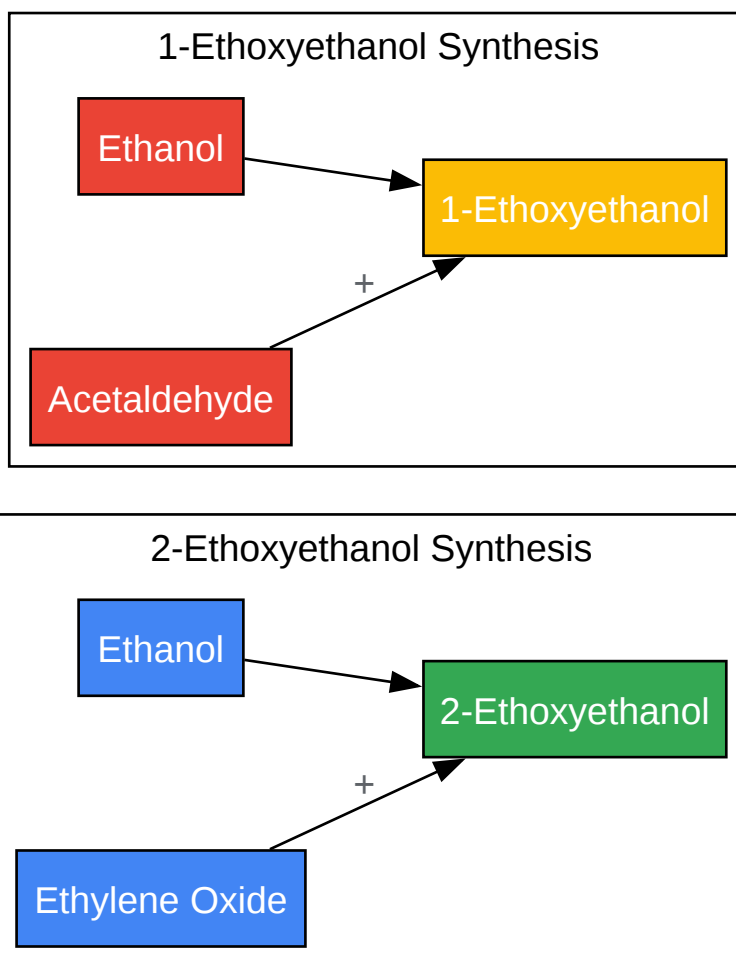 1-Ethoxyethanol Synthesis
Ethanol
1-Ethoxyethanol
+
Acetaldehyde
2-Ethoxyethanol Synthesis
Ethanol
2-Ethoxyethanol
+
Ethylene Oxide